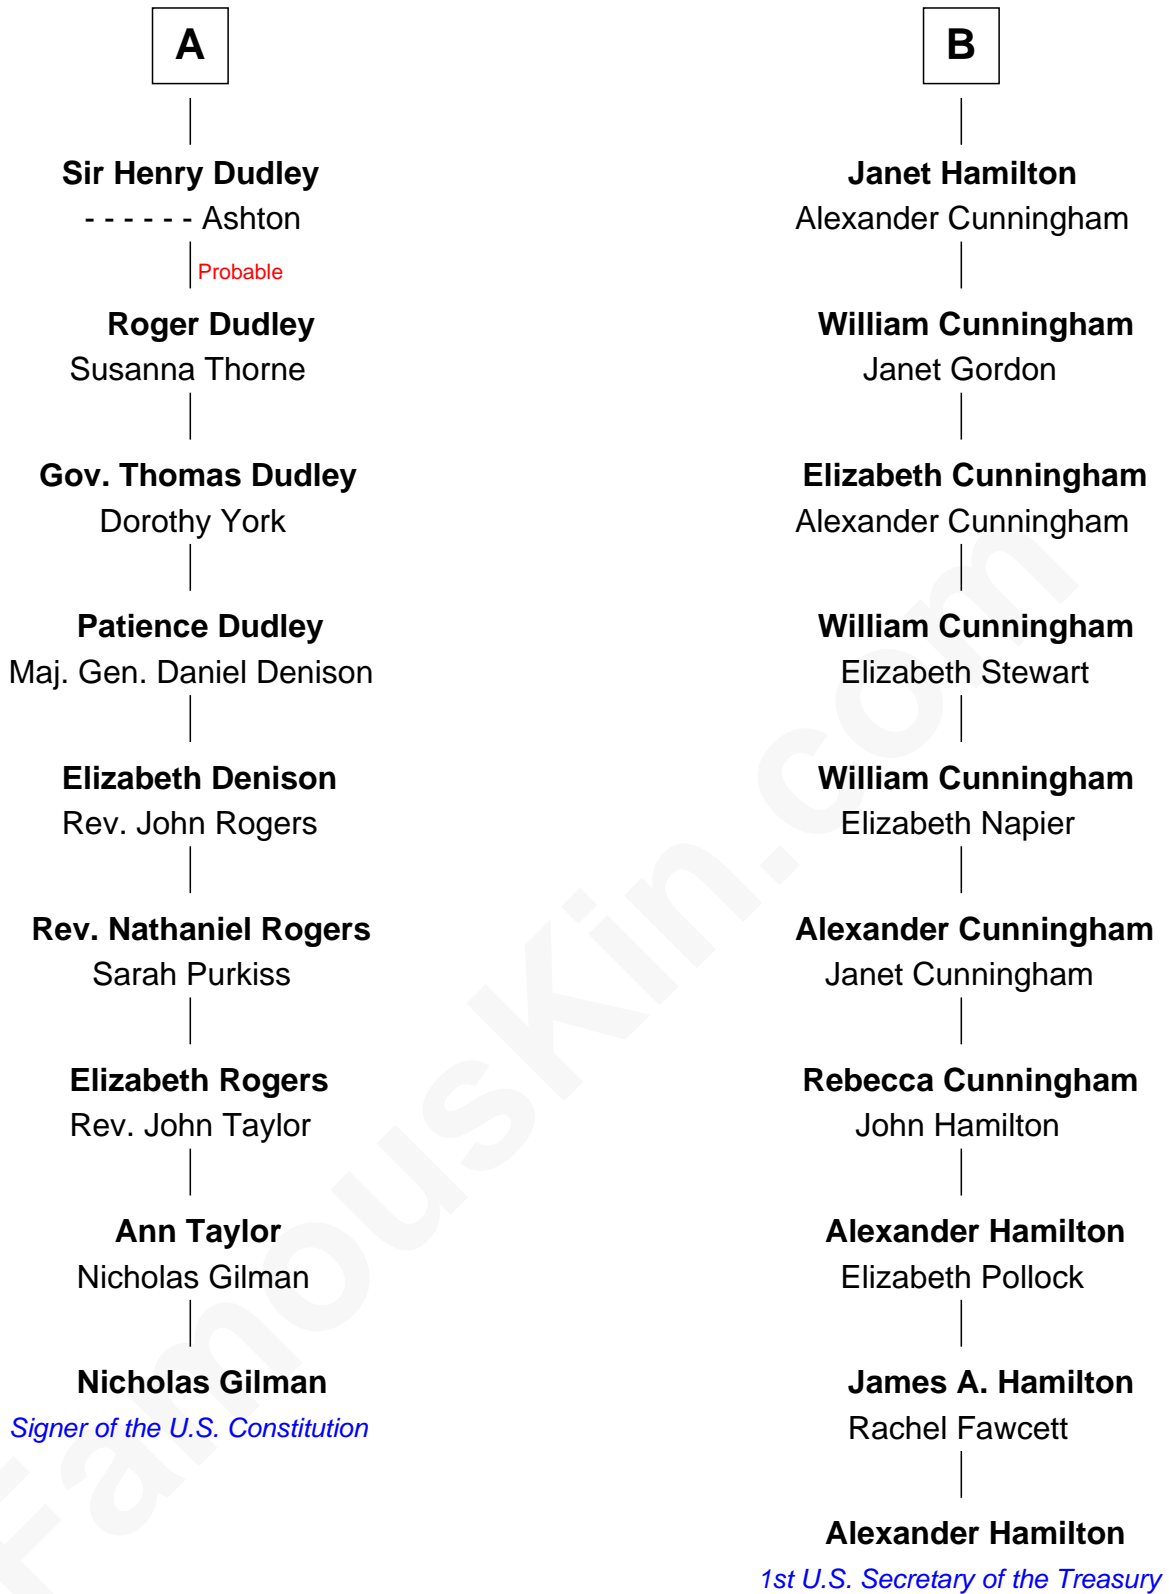 A
Sir Henry Dudley
- - - - - - Ashton
Probable
Roger Dudley
Susanna Thorne
Gov. Thomas Dudley
Dorothy York
Patience Dudley
Maj. Gen. Daniel Denison
Elizabeth Denison
Rev. John Rogers
Rev. Nathaniel Rogers
Sarah Purkiss
Elizabeth Rogers
Rev. John Taylor
Ann Taylor
Nicholas Gilman
Nicholas Gilman
Signer of the U.S. Constitution
B
Janet Hamilton
Alexander Cunningham
William Cunningham
Janet Gordon
Elizabeth Cunningham
Alexander Cunningham
William Cunningham
Elizabeth Stewart
William Cunningham
Elizabeth Napier
Alexander Cunningham
Janet Cunningham
Rebecca Cunningham
John Hamilton
Alexander Hamilton
Elizabeth Pollock
James A. Hamilton
Rachel Fawcett
Alexander Hamilton
1st U.S. Secretary of the Treasury
FamousKin.com